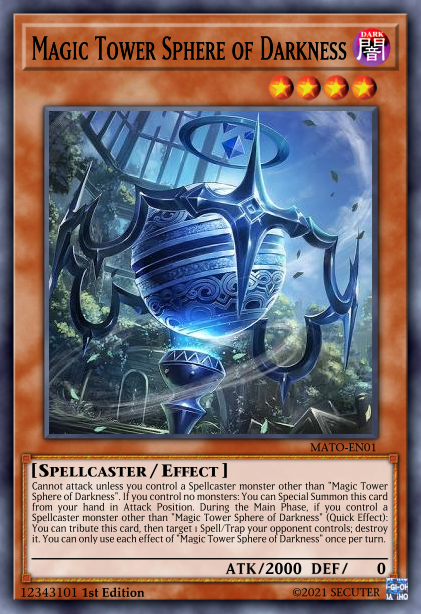 MAGIC TOWER SPHERE OF DARKNESS
DARK
闇
MATO-EN01
[SPELLCASTER / EFFECT]
Cannot attack unless you control a Spellcaster monster other than "Magic Tower
Sphere of Darkness". If you control no monsters: You can Special Summon this card
from your hand in Attack Position. During the Main Phase, if you control a
Spellcaster monster other than "Magic Tower Sphere of Darkness" (Quick Effect):
You can tribute this card, then target 1 Spell/Trap your opponent controls; destroy
it. You can only use each effect of "Magic Tower Sphere of Darkness" once per turn.
ATK/2000 DEF/ 0
12343101 1st Edition ©2021 SECUTER